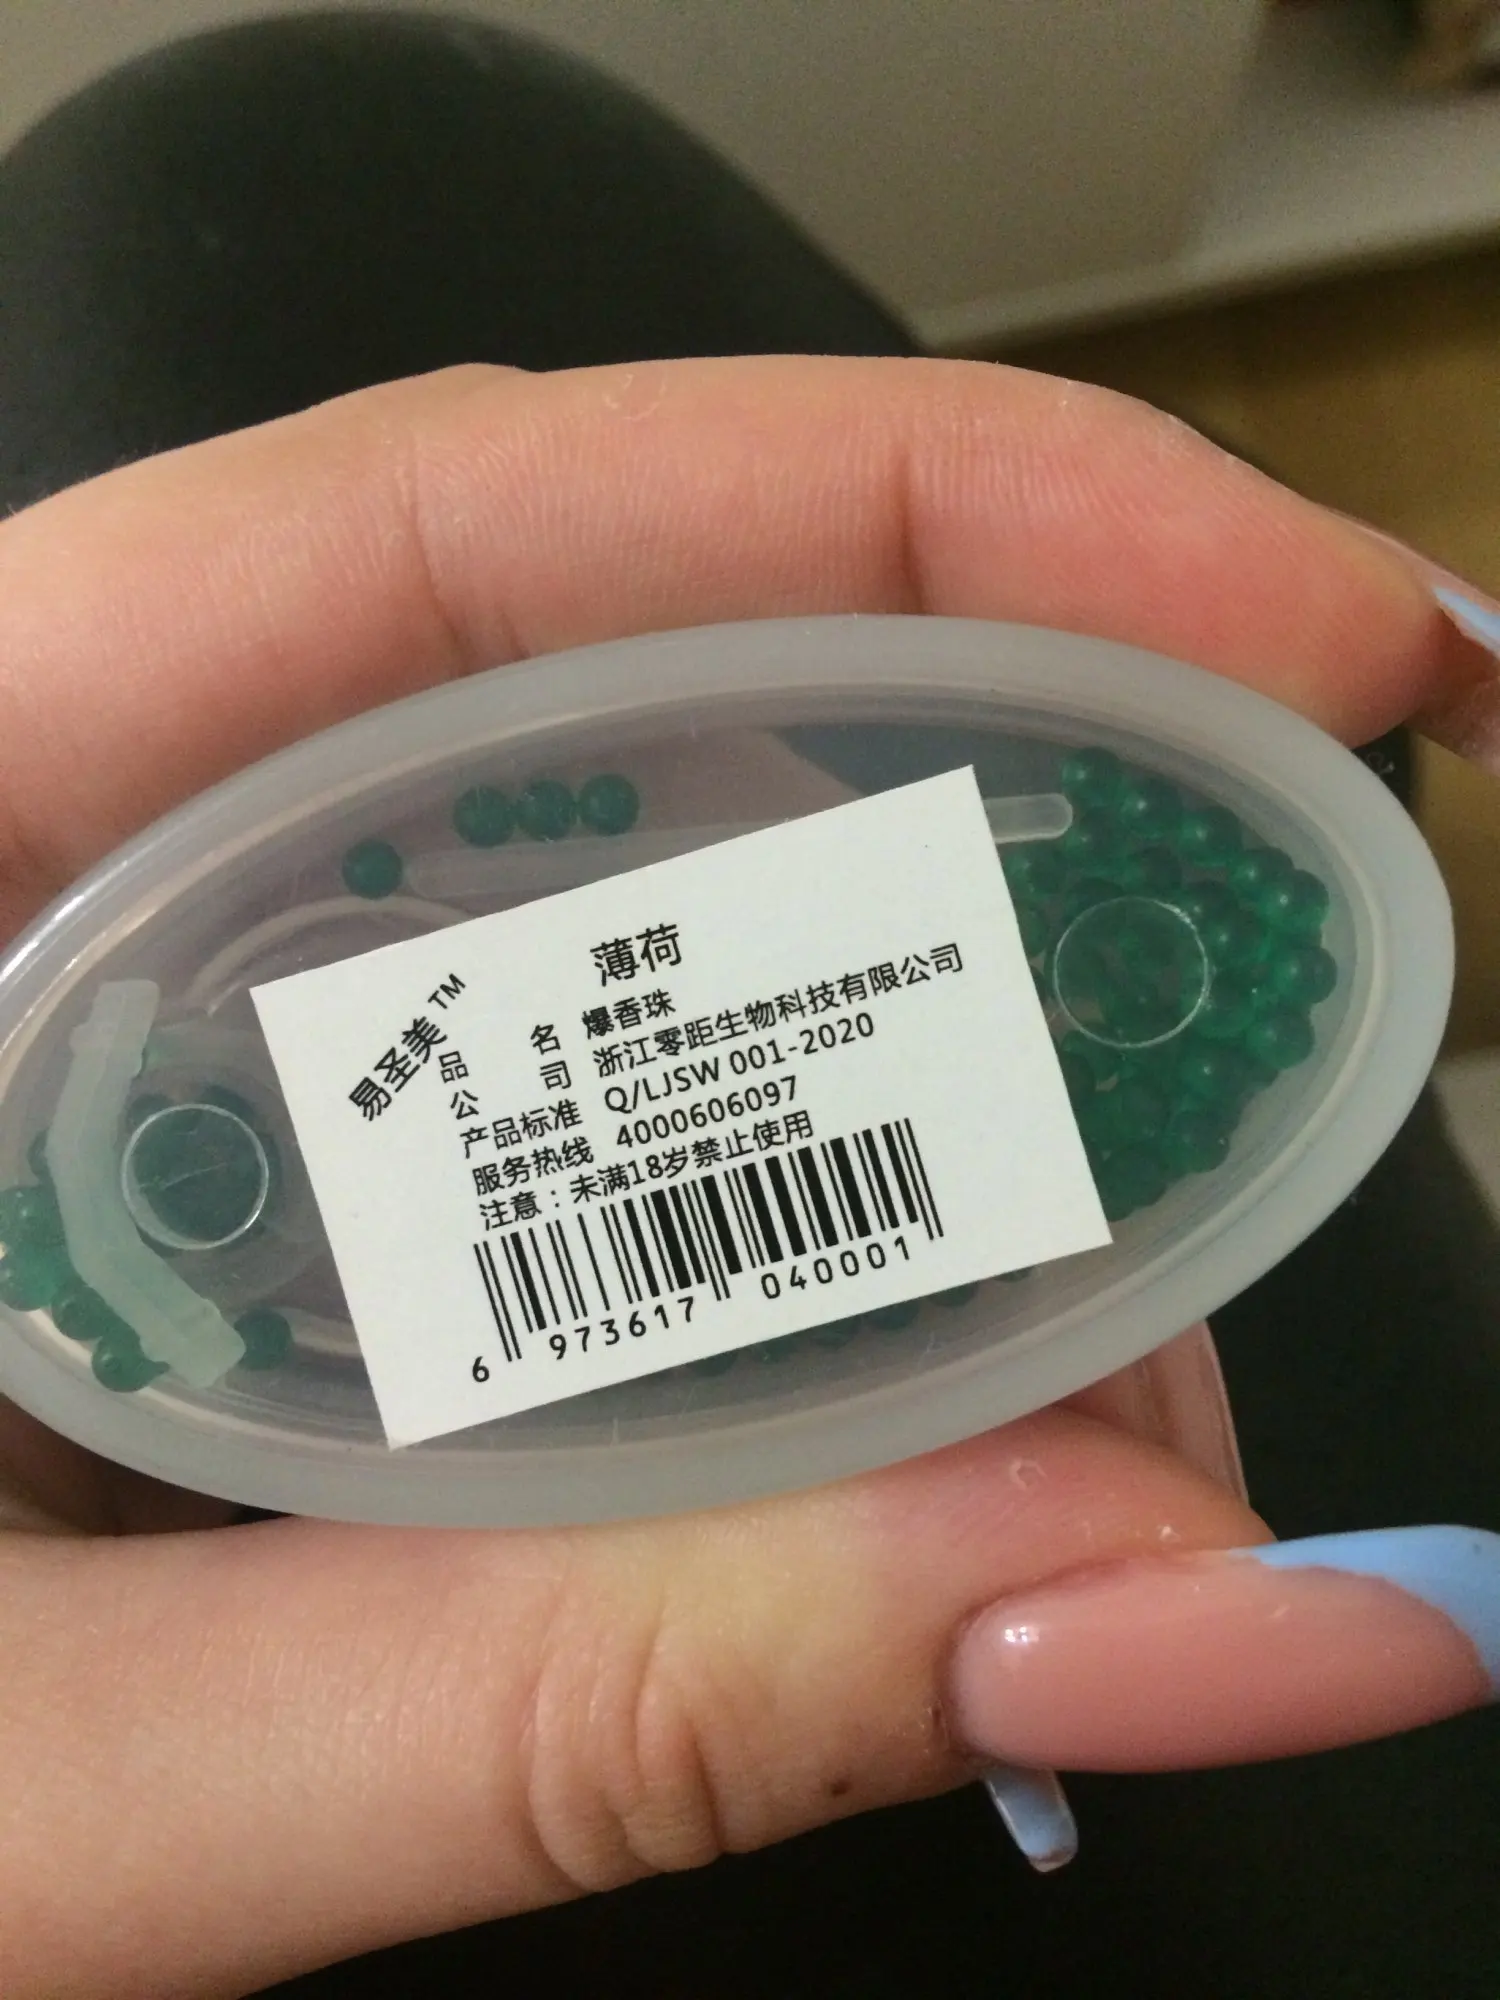 薄荷
易圣美™
品名 爆香珠
公司 浙江零距生物科技有限公司
产品标准 Q/LJSW 001-2020
服务热线 4000606097
注意：未满18岁禁止使用
6 973617 040001